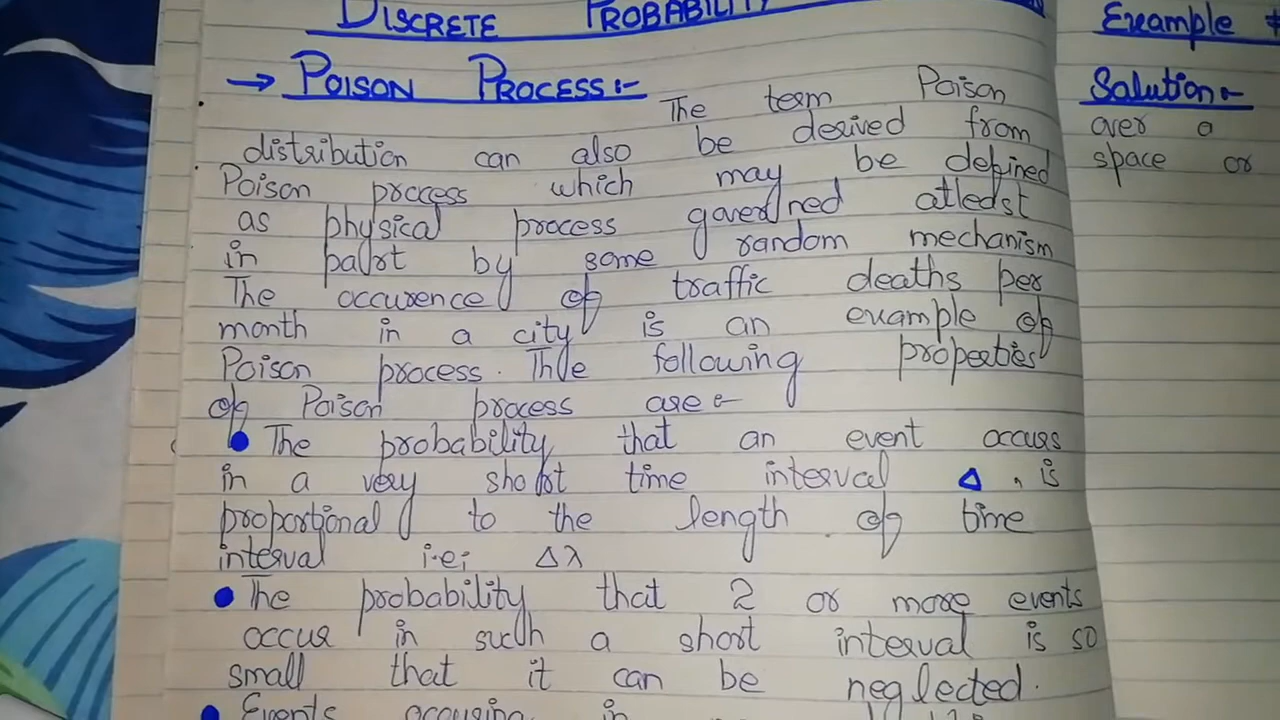 DISCRETE PROBABILITY
→ POISON PROCESS:-
The term Poison
distribution can also be derived from
Poison process which may be defined
as physical process governed atleast
in part by some random mechanism
The occurence of traffic deaths per
month in a city is an example of
Poison process. The following properties
of Poison process are:-
• The probability that an event occurs
in a very short time interval Δ, is
proportional to the length of time
interval i.e; Δλ
• The probability that 2 or more events
occur in such a short interval is so
small that it can be neglected.
• Events occusing in
Example #
Solution:-
over a
space or